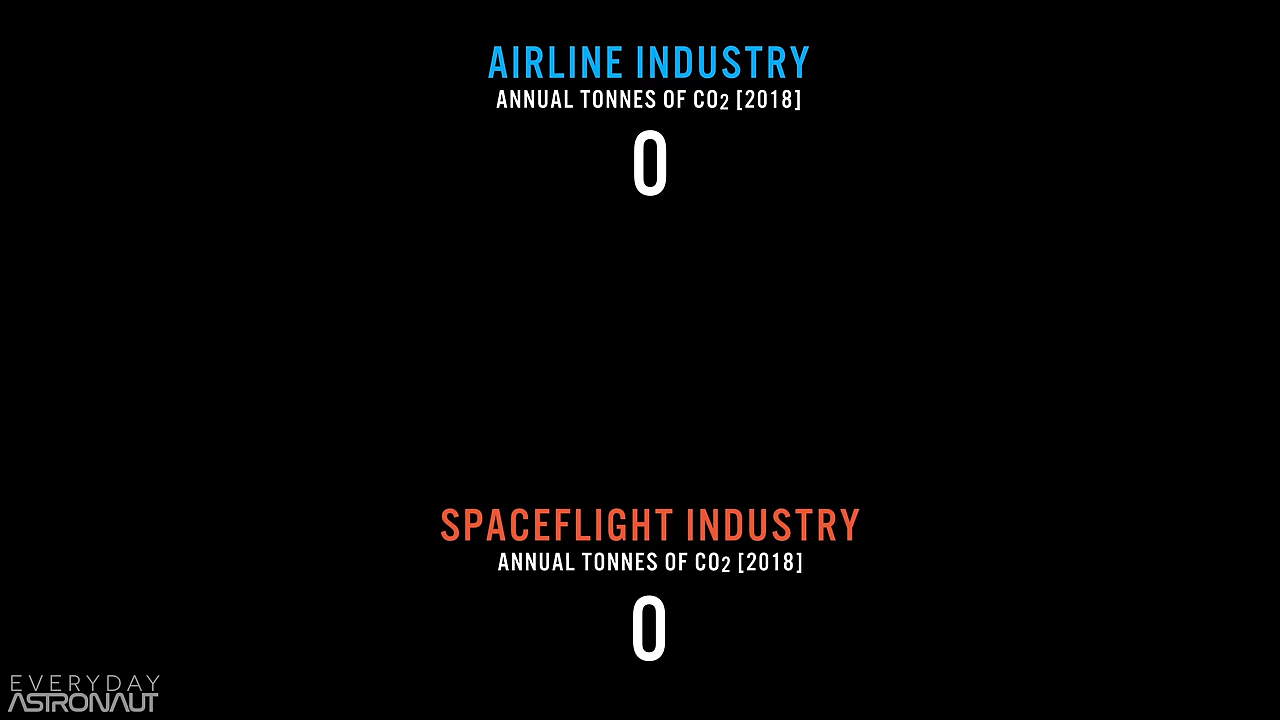 AIRLINE INDUSTRY
ANNUAL TONNES OF CO2 [2018]
0
SPACEFLIGHT INDUSTRY
ANNUAL TONNES OF CO2 [2018]
0
EVERYDAY
ASTRONAUT